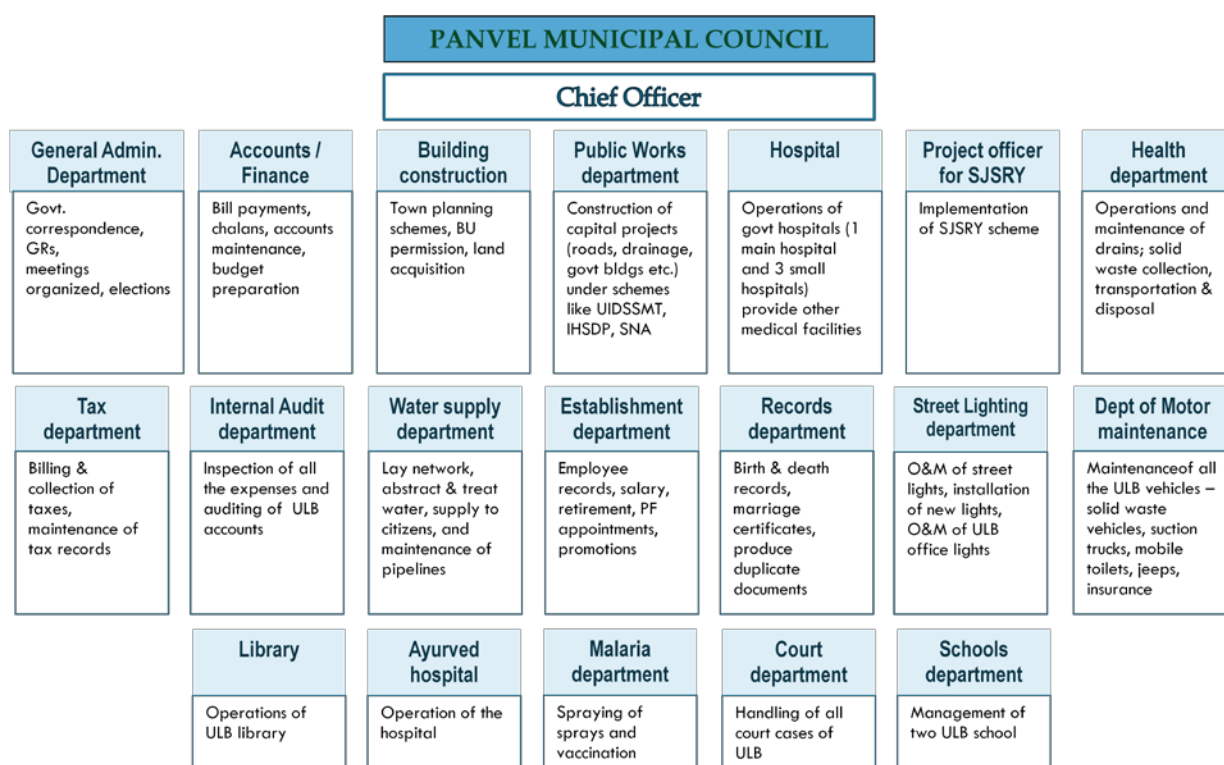 PANVEL MUNICIPAL COUNCIL
Chief Officer
General Admin.
Department
Govt.
correspondence,
GRs,
meetings
organized, elections
Accounts /
Finance
Bill payments,
chalans, accounts
maintenance,
budget
preparation
Building
construction
Town planning
schemes, BU
permission, land
acquisition
Public Works
department
Construction of
capital projects
(roads, drainage,
govt bldgs etc.)
under schemes
like UIDSSMT,
IHSDP, SNA
Hospital
Operations of
govt hospitals (1
main hospital
and 3 small
hospitals)
provide other
medical facilities
Project officer
for SJSRY
Implementation
of SJSRY scheme
Health
department
Operations and
maintenance of
drains; solid
waste collection,
transportation &
disposal
Tax
department
Billing &
collection of
taxes,
maintenance of
tax records
Internal Audit
department
Inspection of all
the expenses and
auditing of ULB
accounts
Water supply
department
Lay network,
abstract & treat
water, supply to
citizens, and
maintenance of
pipelines
Establishment
department
Employee
records, salary,
retirement, PF
appointments,
promotions
Records
department
Birth & death
records,
marriage
certificates,
produce
duplicate
documents
Street Lighting
department
O&M of street
lights, installation
of new lights,
O&M of ULB
office lights
Dept of Motor
maintenance
Maintenanceof all
the ULB vehicles –
solid waste
vehicles, suction
trucks, mobile
toilets, jeeps,
insurance
Library
Operations of
ULB library
Ayurved
hospital
Operation of the
hospital
Malaria
department
Spraying of
sprays and
vaccination
Court
department
Handling of all
court cases of
ULB
Schools
department
Management of
two ULB school